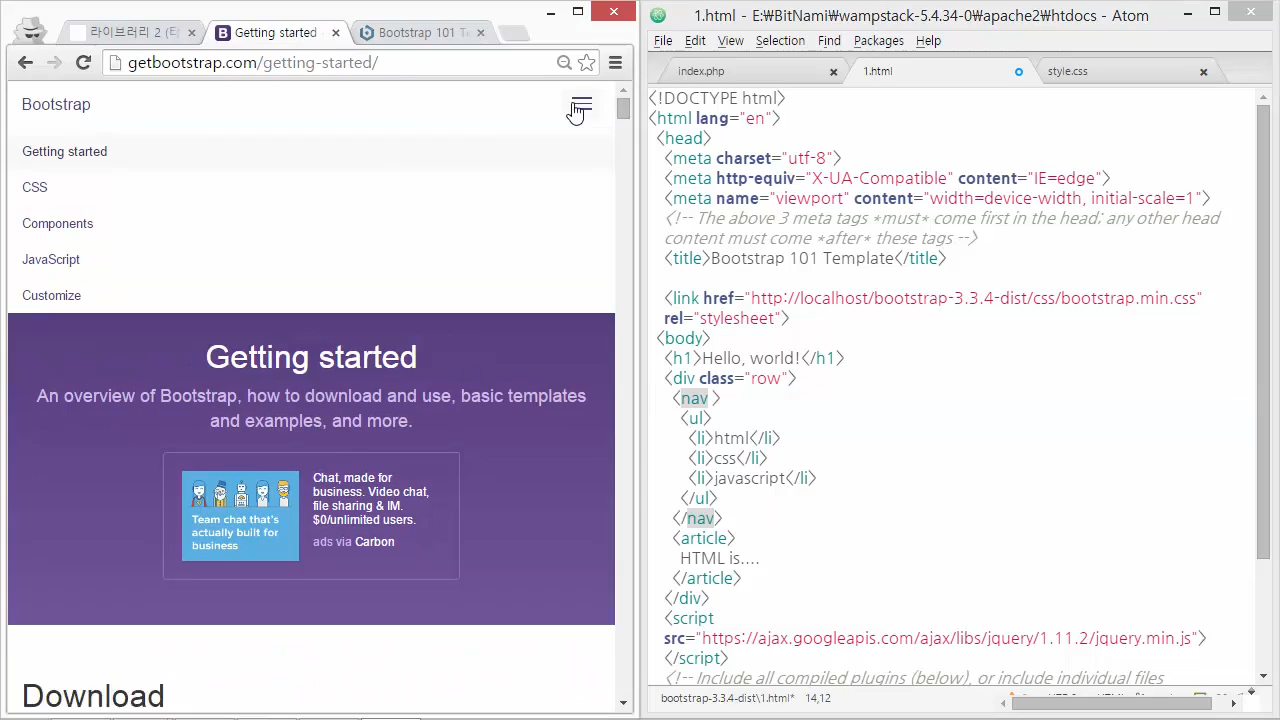 라이브러리 2 (E
Getting started
Bootstrap 101 Te
getbootstrap.com/getting-started/
Bootstrap
Getting started
CSS
Components
JavaScript
Customize
Getting started
An overview of Bootstrap, how to download and use, basic templates
and examples, and more.
Team chat that's
actually built for
business
Chat, made for
business. Video chat,
file sharing & IM.
$0/unlimited users.
ads via Carbon
Download
1.html - E:₩BitNami₩wampstack-5.4.34-0₩apache2₩htdocs - Atom
File Edit View Selection Find Packages Help
index.php 1.html style.css
<!DOCTYPE html>
<html lang="en">
<head>
<meta charset="utf-8">
<meta http-equiv="X-UA-Compatible" content="IE=edge">
<meta name="viewport" content="width=device-width, initial-scale=1">
<!-- The above 3 meta tags *must* come first in the head; any other head
content must come *after* these tags -->
<title>Bootstrap 101 Template</title>
<link href="http://localhost/bootstrap-3.3.4-dist/css/bootstrap.min.css"
rel="stylesheet">
<body>
<h1>Hello, world!</h1>
<div class="row">
<nav >
<ul>
<li>html</li>
<li>css</li>
<li>javascript</li>
</ul>
</nav>
<article>
HTML is....
</article>
</div>
<script
src="https://ajax.googleapis.com/ajax/libs/jquery/1.11.2/jquery.min.js">
</script>
<!-- Include all compiled plugins (below), or include individual files
bootstrap-3.3.4-dist\1.html* 14,12